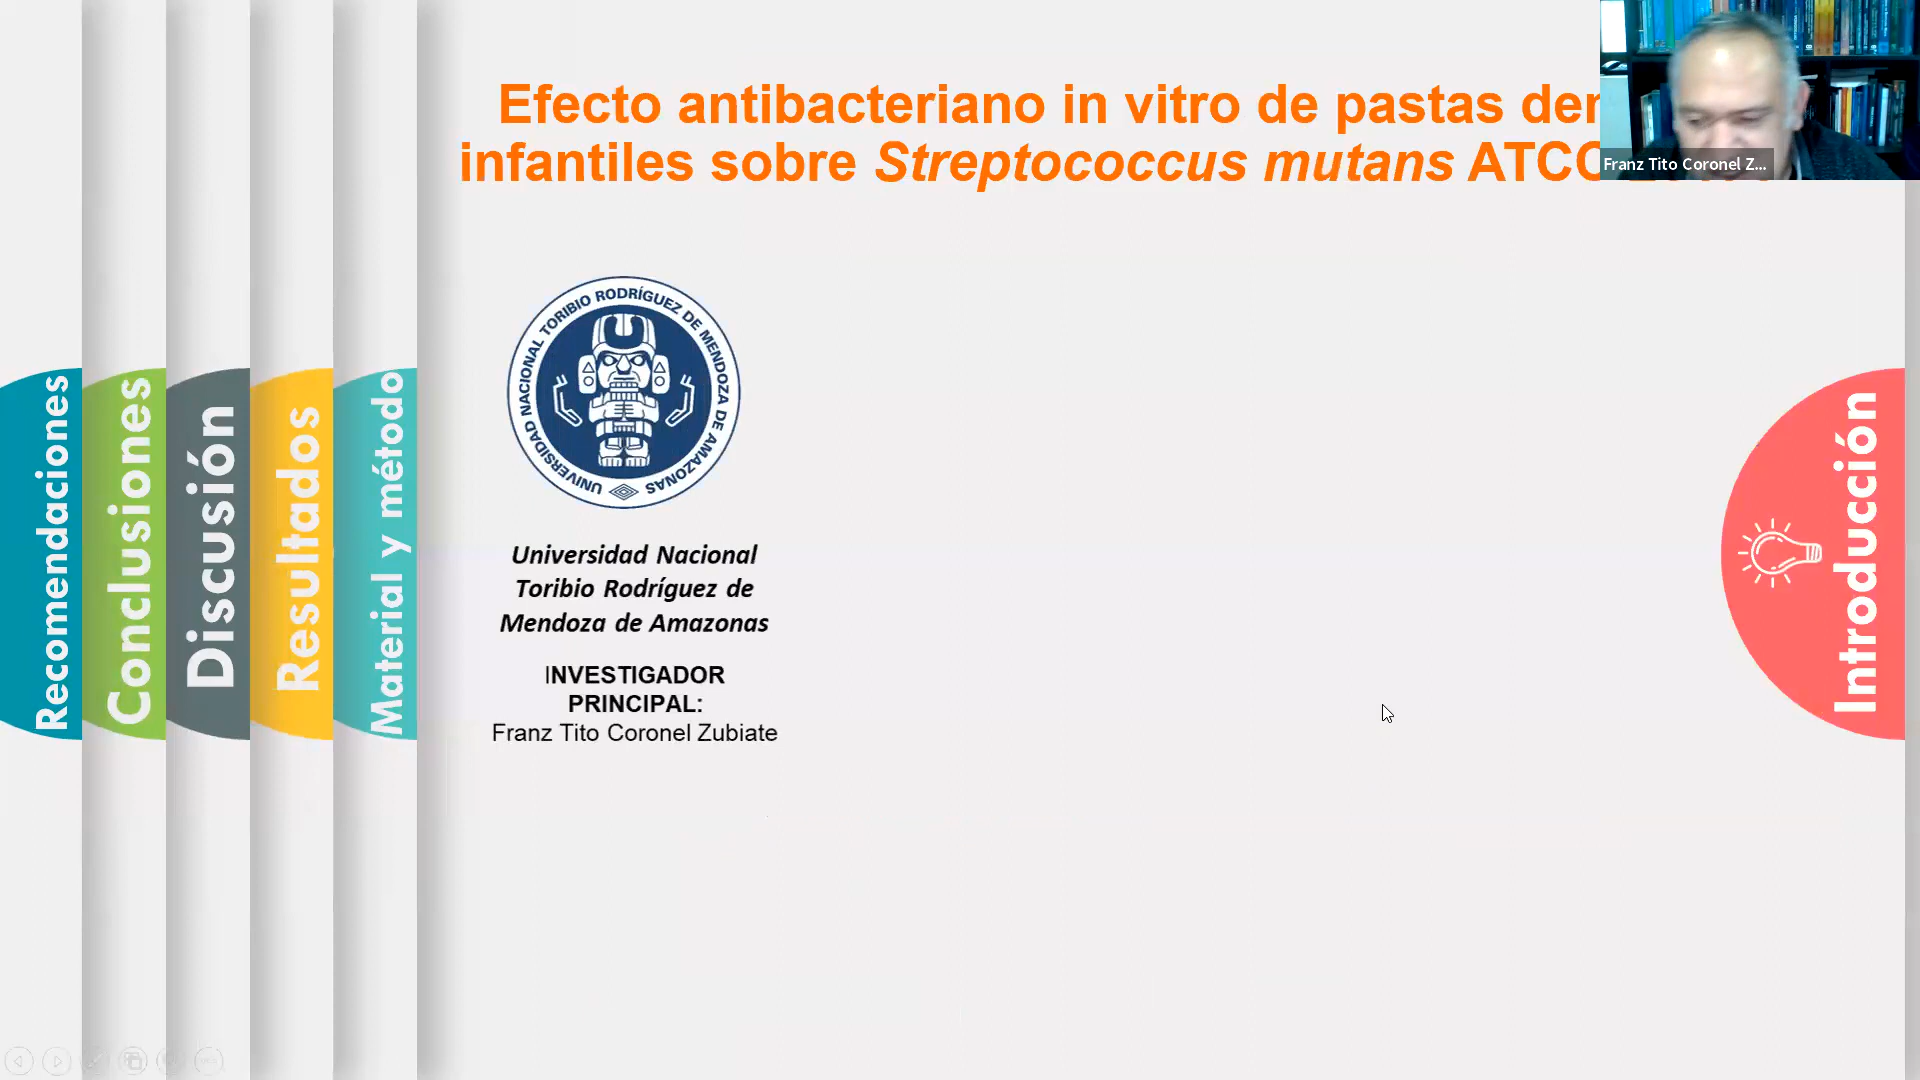 Efecto antibacteriano in vitro de pastas
infantiles sobre Streptococcus mutans ATCC
Franz Tito Coronel Z...
UNIVERSIDAD NACIONAL TORIBIO RODRÍGUEZ DE MENDOZA DE AMAZONAS
Universidad Nacional
Toribio Rodríguez de
Mendoza de Amazonas
INVESTIGADOR
PRINCIPAL:
Franz Tito Coronel Zubiate
Recomendaciones
Conclusiones
Discusión
Resultados
Material y método
Introducción